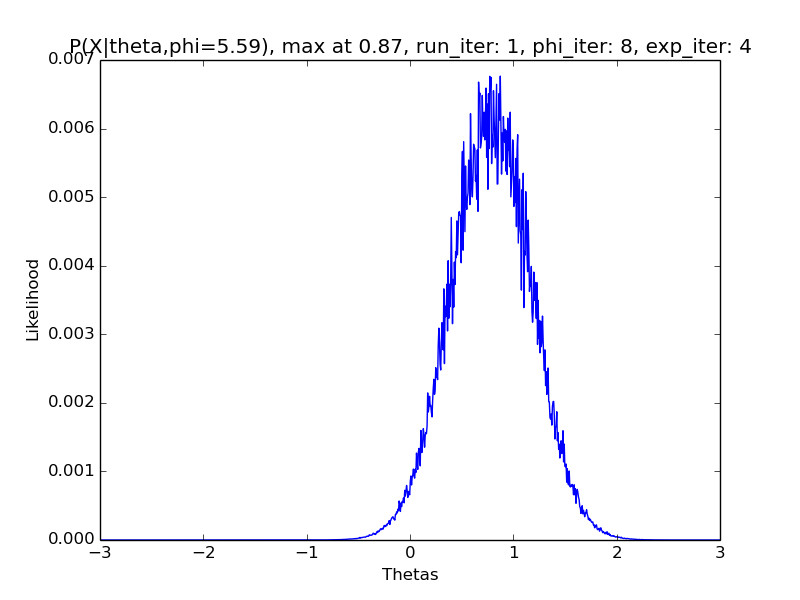 P(X|theta,phi=5.59), max at 0.87, run_iter: 1, phi_iter: 8, exp_iter: 4
0.007
0.006
0.005
0.004
0.003
0.002
0.001
0.000
Likelihood
−3 −2 −1 0 1 2 3
Thetas